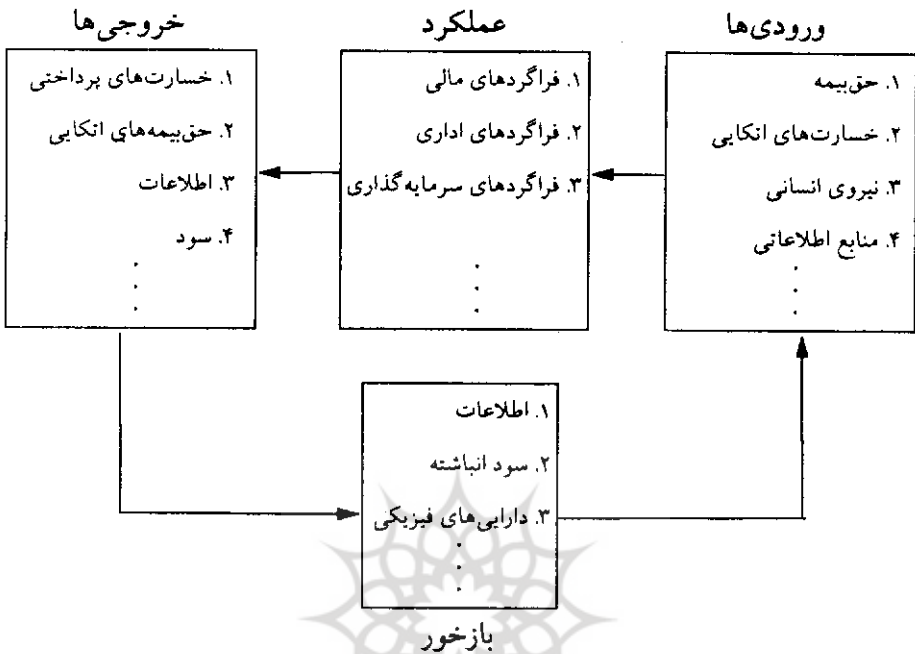 ورودی‌ها
۱. حق‌بیمه
۲. خسارت‌های اتکایی
۳. نیروی انسانی
۴. منابع اطلاعاتی
عملکرد
۱. فراگردهای مالی
۲. فراگردهای اداری
۳. فراگردهای سرمایه‌گذاری
خروجی‌ها
۱. خسارت‌های پرداختی
۲. حق‌بیمه‌های اتکایی
۳. اطلاعات
۴. سود
۱. اطلاعات
۲. سود انباشته
۳. دارایی‌های فیزیکی
بازخور